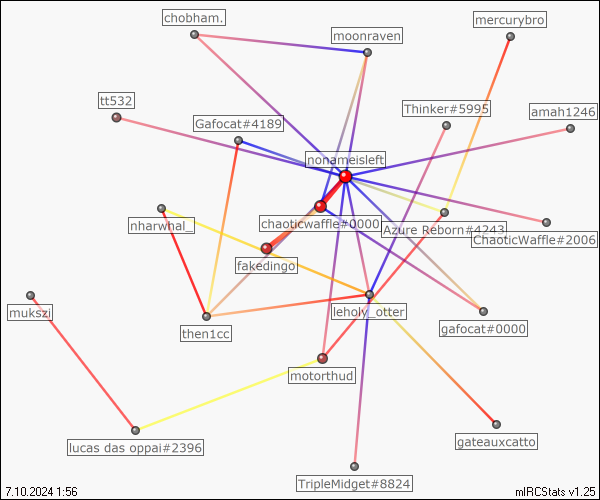 chobham.
mercurybro
moonraven
tt532
Thinker#5995
amah1246
Gafocat#4189
nonameisleft
nharwhal_
chaoticwaffle#0000
Azure Reborn#4243
ChaoticWaffle#2006
fakedingo
mukszi
leholy_otter
then1cc
gafocat#0000
motorthud
lucas das oppai#2396
gateauxcatto
TripleMidget#8824
7.10.2024 1:56
mIRCStats v1.25